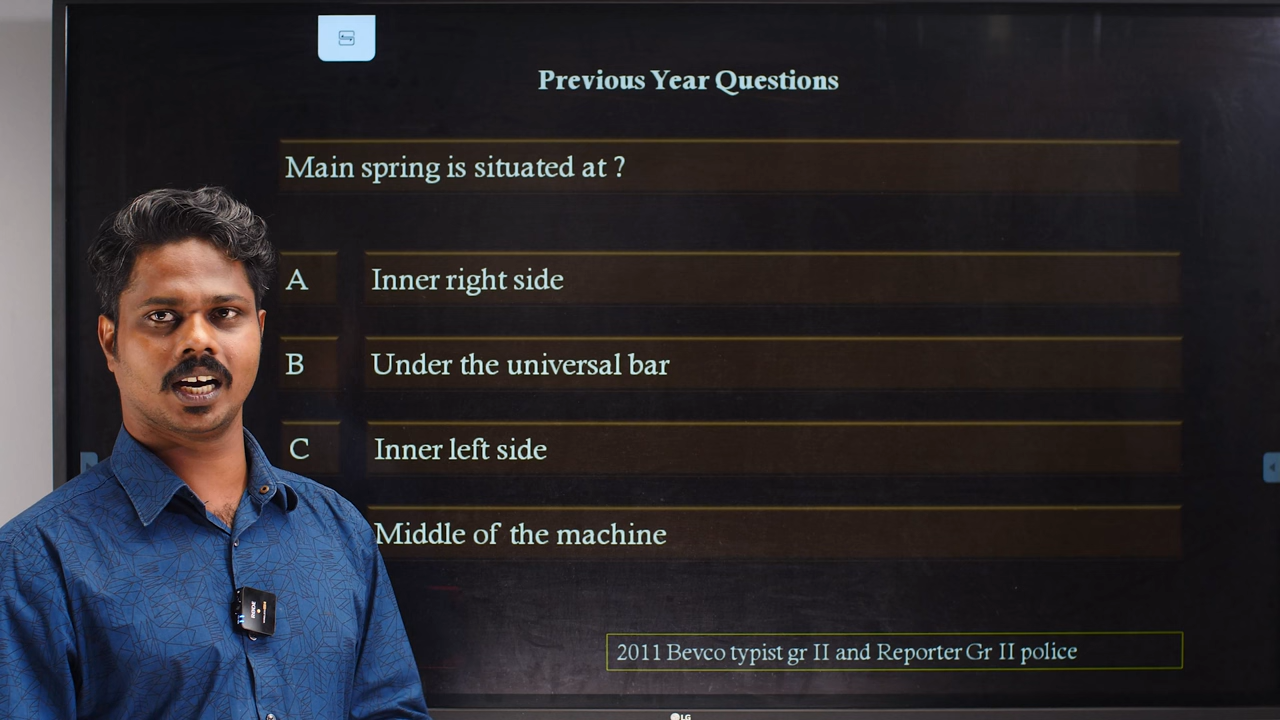 Previous Year Questions
Main spring is situated at ?
A Inner right side
B Under the universal bar
C Inner left side
Middle of the machine
2011 Bevco typist gr II and Reporter Gr II police
LG